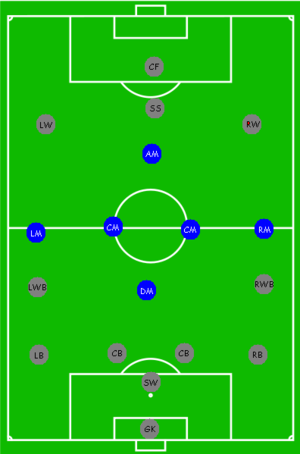 CF
SS
LW RW
AM
LM CM CM RM
LWB DM RWB
LB CB CB RB
SW
GK